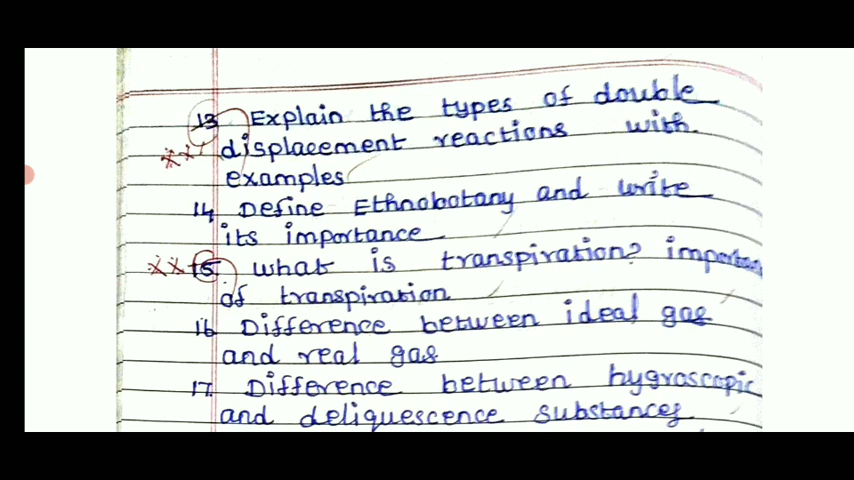 13 Explain the types of double
displacement reactions with
examples
14 Define Ethnobotany and write
its importance
15 what is transpiration? importan
of transpiration
16 Difference between ideal gas
and real gas
17 Difference between hygroscopic
and deliquescence substances